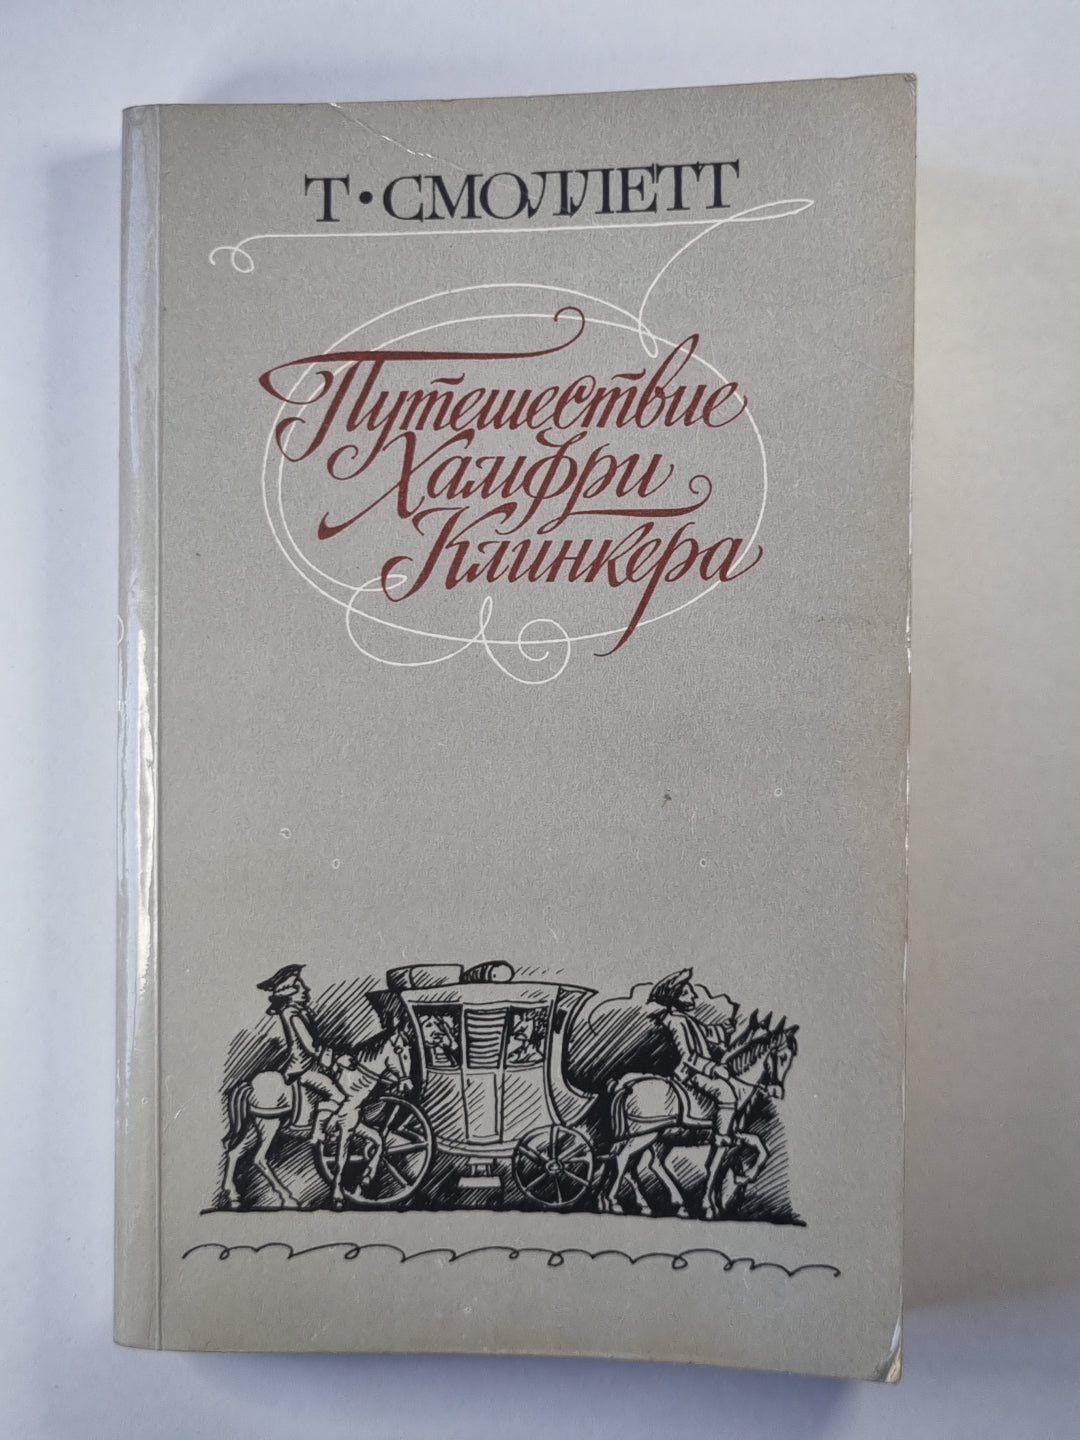 Т·СМОЛЛЕТТ
Путешествие
Хамфри
Клинкера